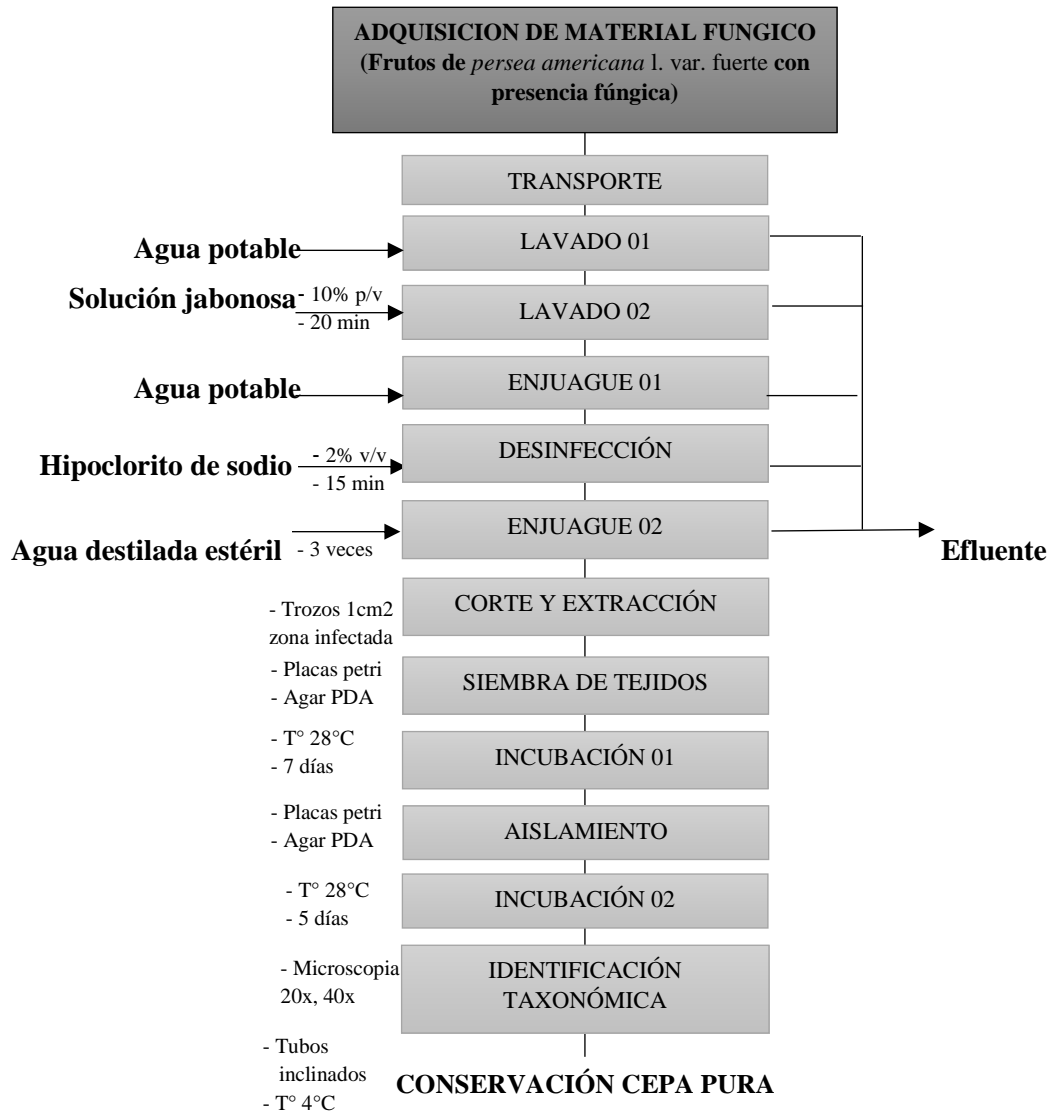 ADQUISICION DE MATERIAL FUNGICO
(Frutos de persea americana l. var. fuerte con
presencia fúngica)
TRANSPORTE
Agua potable
LAVADO 01
Solución jabonosa
- 10% p/v
- 20 min
LAVADO 02
Agua potable
ENJUAGUE 01
Hipoclorito de sodio
- 2% v/v
- 15 min
DESINFECCIÓN
Agua destilada estéril
- 3 veces
ENJUAGUE 02
Efluente
- Trozos 1cm2
zona infectada
CORTE Y EXTRACCIÓN
- Placas petri
- Agar PDA
SIEMBRA DE TEJIDOS
- T° 28°C
- 7 días
INCUBACIÓN 01
- Placas petri
- Agar PDA
AISLAMIENTO
- T° 28°C
- 5 días
INCUBACIÓN 02
- Microscopia
20x, 40x
IDENTIFICACIÓN
TAXONÓMICA
- Tubos
inclinados
- T° 4°C
CONSERVACIÓN CEPA PURA